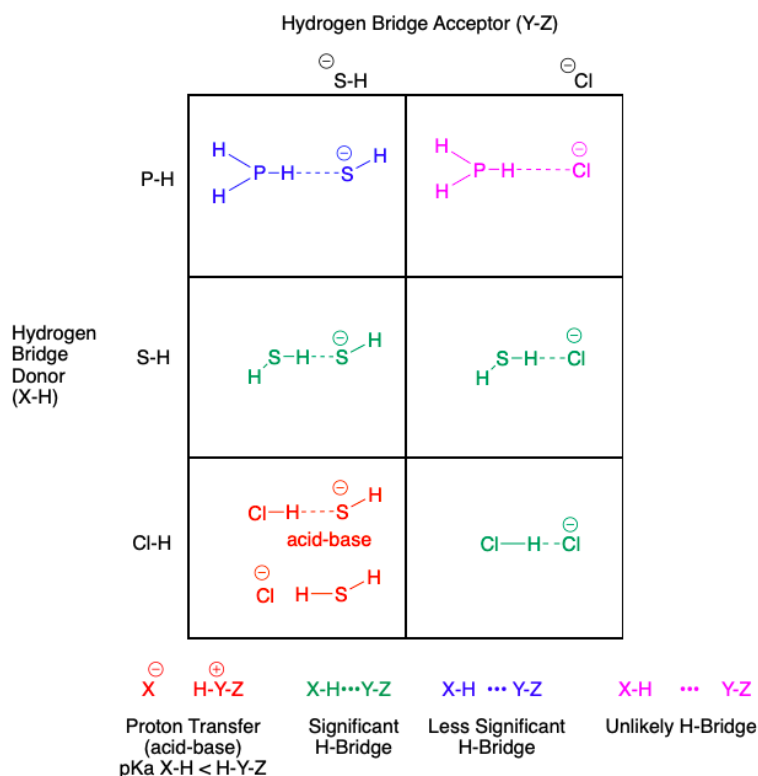 Hydrogen Bridge Acceptor (Y-Z)
⊖
S-H
⊖
Cl
P-H
H
H
P-H
⊖
S
H
H
H
P-H
⊖
Cl
Hydrogen
Bridge
Donor
(X-H)
S-H
H
S-H
⊖
S
H
H
S-H
⊖
Cl
Cl-H
Cl-H
⊖
S
H
acid-base
⊖
Cl
H-S
H
Cl-H
⊖
Cl
X⊖ H-Y⊕-Z
X-H•••Y-Z
X-H ••• Y-Z
X-H ••• Y-Z
Proton Transfer
(acid-base)
pKa X-H < H-Y-Z
Significant
H-Bridge
Less Significant
H-Bridge
Unlikely H-Bridge